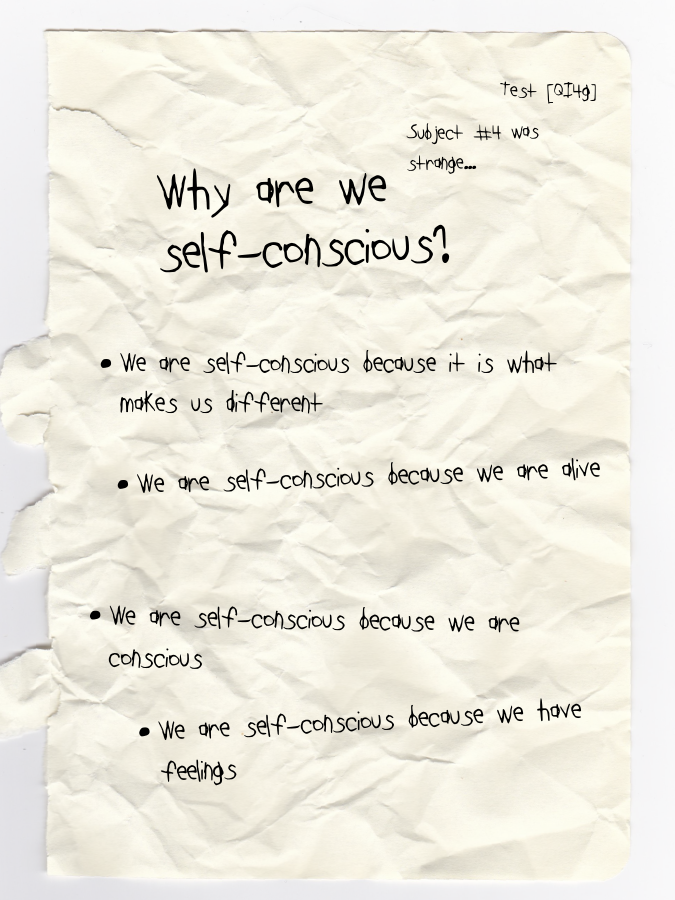 Test [QI4g]
Subject #4 was
strange...
Why are we
self-conscious?
• We are self-conscious because it is what
makes us different
• We are self-conscious because we are alive
• We are self-conscious because we are
conscious
• We are self-conscious because we have
feelings